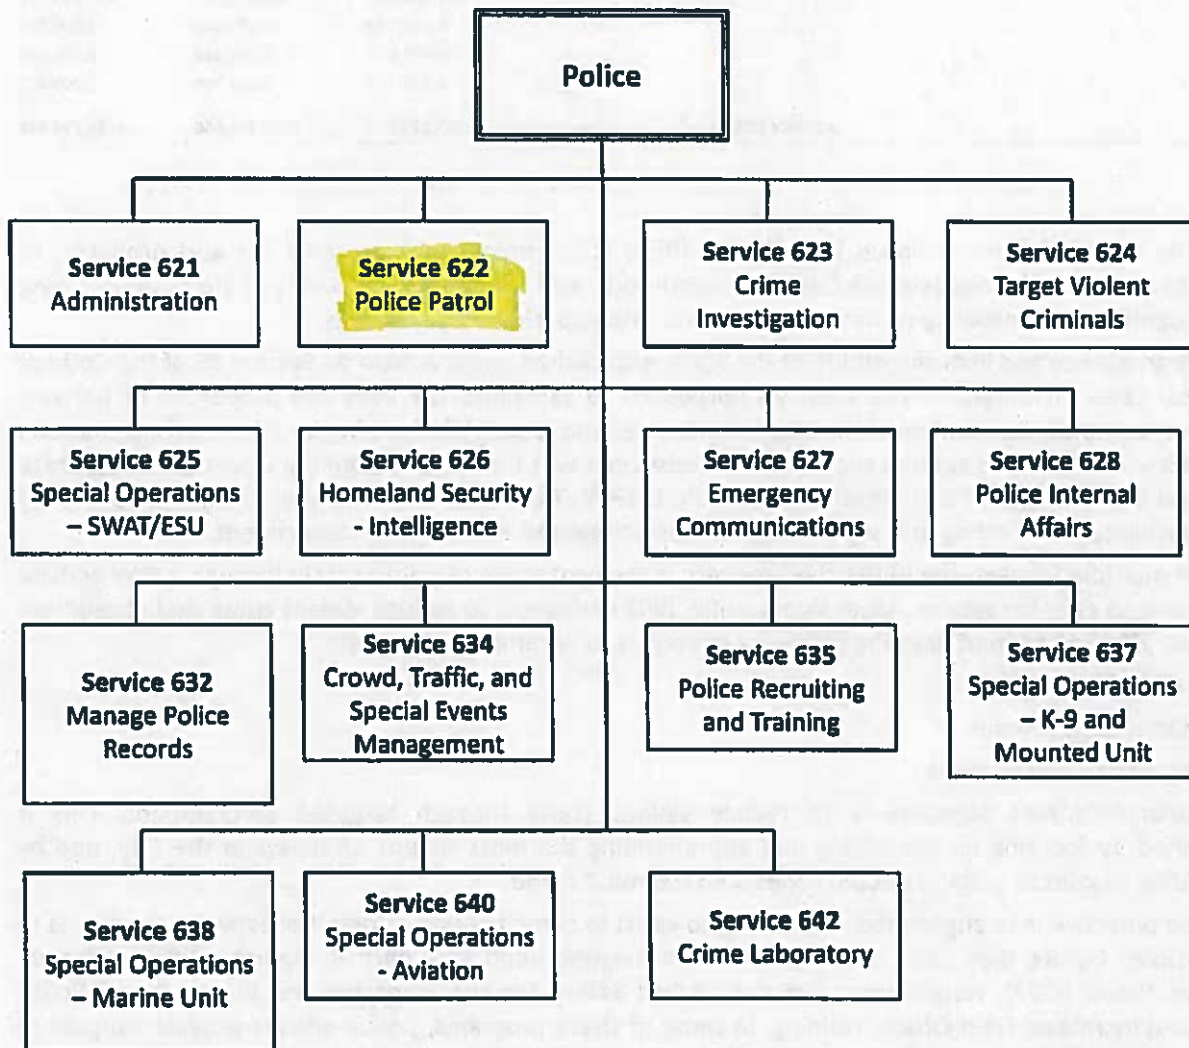 Police
Service 621
Administration
Service 622
Police Patrol
Service 623
Crime
Investigation
Service 624
Target Violent
Criminals
Service 625
Special Operations
– SWAT/ESU
Service 626
Homeland Security
- Intelligence
Service 627
Emergency
Communications
Service 628
Police Internal
Affairs
Service 632
Manage Police
Records
Service 634
Crowd, Traffic, and
Special Events
Management
Service 635
Police Recruiting
and Training
Service 637
Special Operations
– K-9 and
Mounted Unit
Service 638
Special Operations
– Marine Unit
Service 640
Special Operations
- Aviation
Service 642
Crime Laboratory